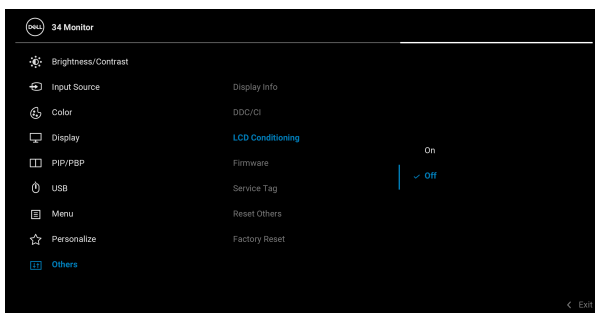 DELL 34 Monitor
Brightness/Contrast
Input Source
Color
Display
PIP/PBP
USB
Menu
Personalize
Others
Display Info
DDC/CI
LCD Conditioning
Firmware
Service Tag
Reset Others
Factory Reset
On
Off
Exit